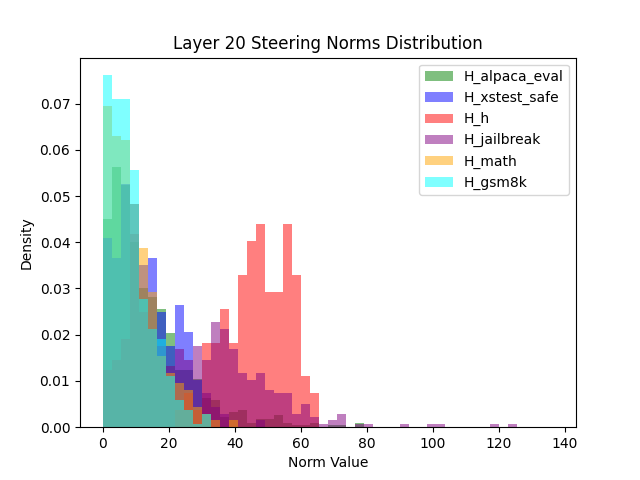 Layer 20 Steering Norms Distribution
H_alpaca_eval
H_xstest_safe
H_h
H_jailbreak
H_math
H_gsm8k
Density
0.07
0.06
0.05
0.04
0.03
0.02
0.01
0.00
0 20 40 60 80 100 120 140
Norm Value